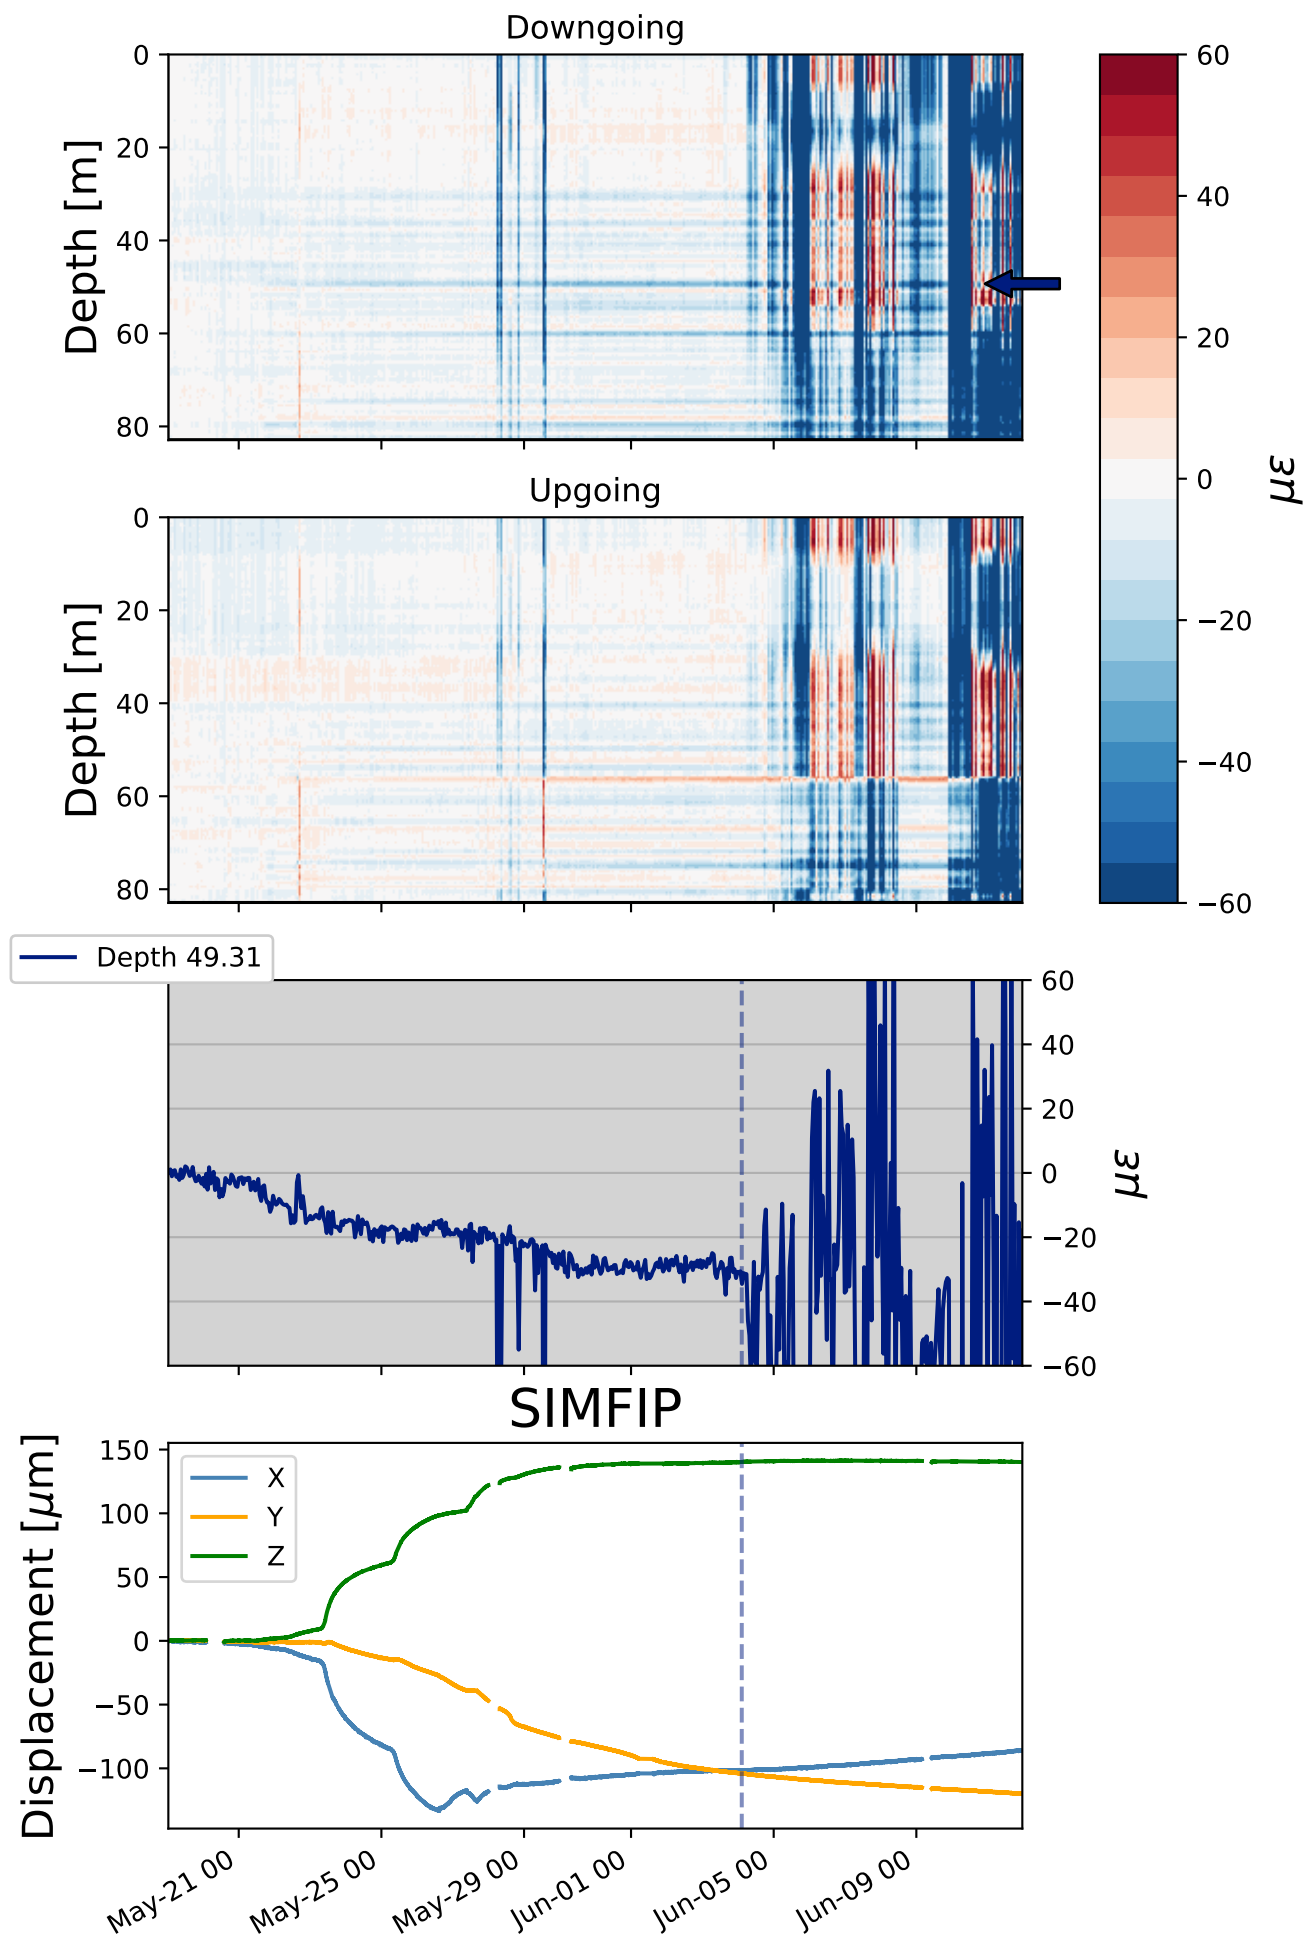 Downgoing
0
20
40
60
80
Depth [m]
60
40
20
0
−20
−40
−60
με
Upgoing
0
20
40
60
80
Depth [m]
Depth 49.31
60
40
20
0
−20
−40
−60
με
SIMFIP
150
100
50
0
−50
−100
Displacement [μm]
X
Y
Z
May-21 00
May-25 00
May-29 00
Jun-01 00
Jun-05 00
Jun-09 00